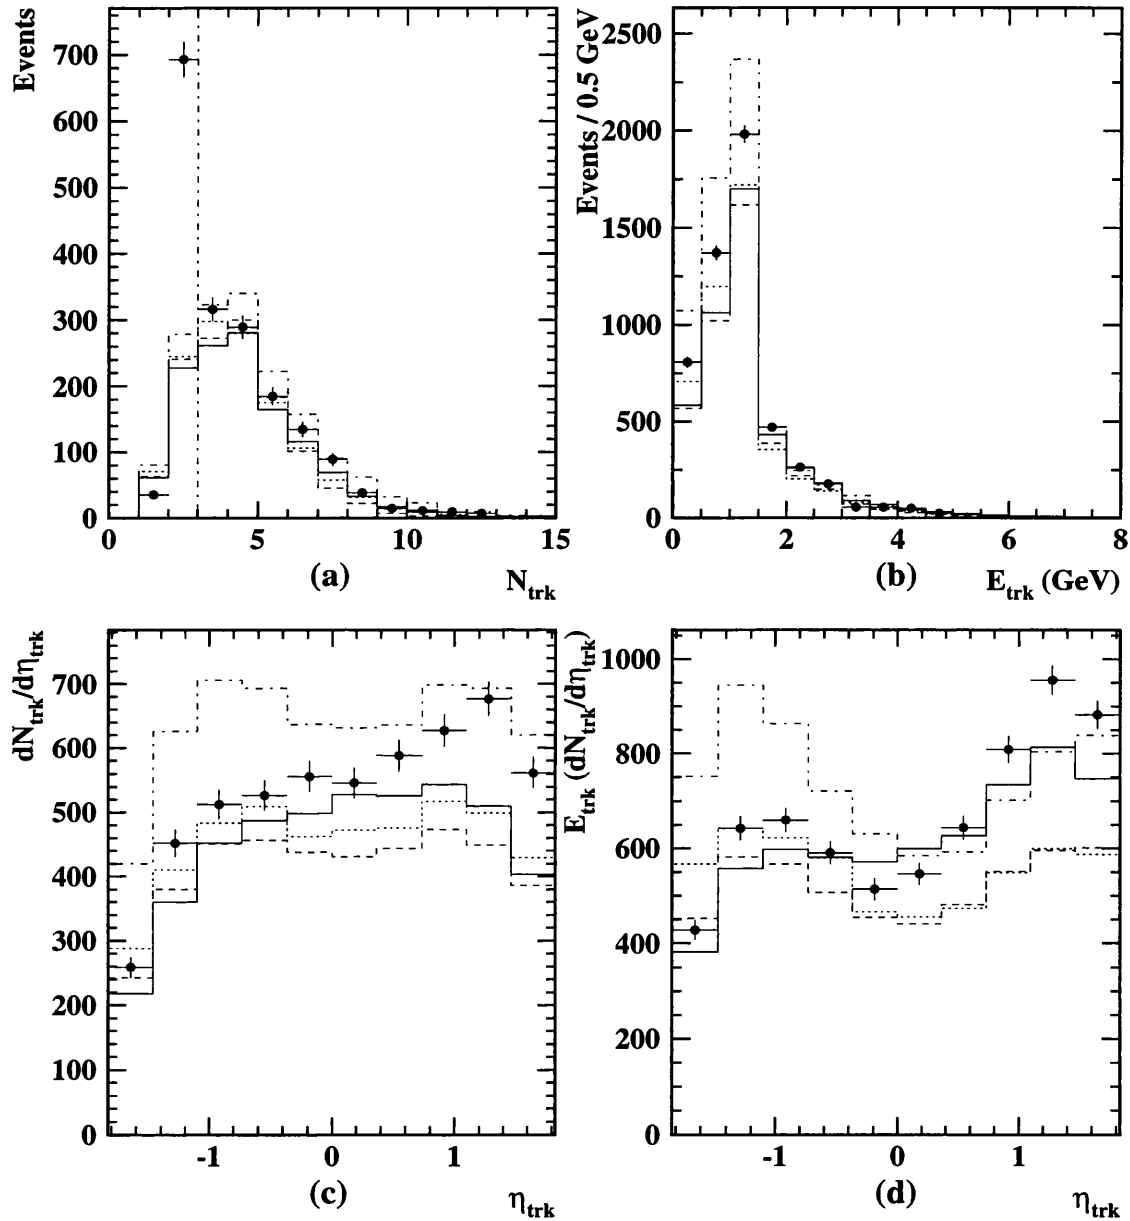 Events
700
600
500
400
300
200
100
0
0 5 10 15
(a) N_trk
Events / 0.5 GeV
2500
2000
1500
1000
500
0
0 2 4 6 8
(b) E_trk (GeV)
dN_trk/dη_trk
700
600
500
400
300
200
100
0
-1 0 1
(c) η_trk
E_trk (dN_trk/dη_trk)
1000
800
600
400
200
0
-1 0 1
(d) η_trk